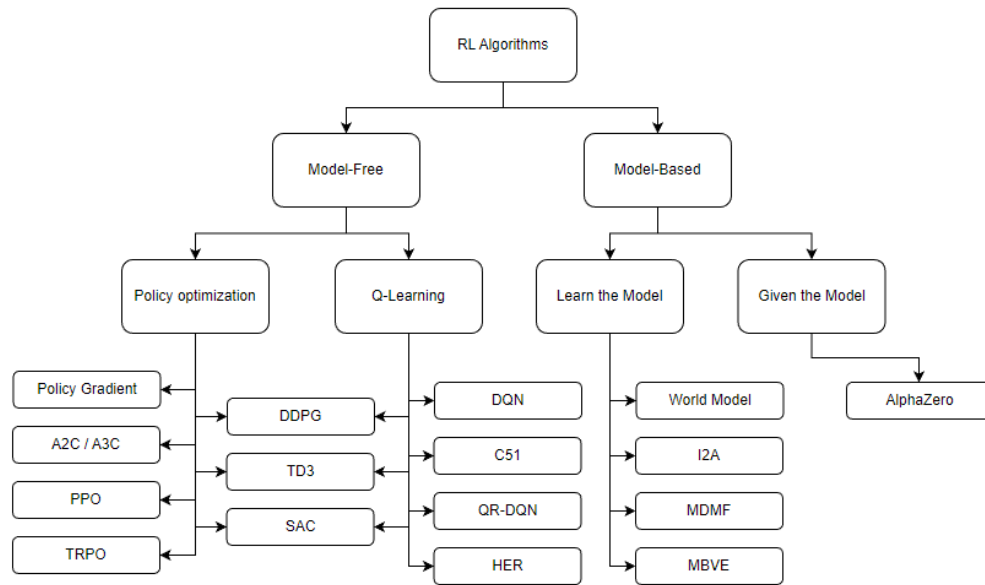 RL Algorithms
Model-Free
Model-Based
Policy optimization
Q-Learning
Learn the Model
Given the Model
Policy Gradient
DDPG
DQN
World Model
AlphaZero
A2C / A3C
TD3
C51
I2A
PPO
SAC
QR-DQN
MDMF
TRPO
HER
MBVE